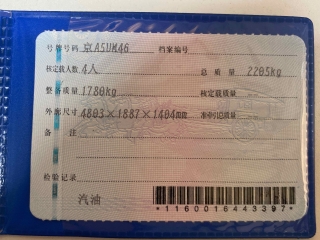 号牌号码 京A5UM46 档案编号
核定载人数 4人 总质量 2205kg
整备质量 1780kg 核定载质量
外廓尺寸 4803×1887×1404mm 准牵引总质量
备注
检验记录
汽油
*1160016443397*